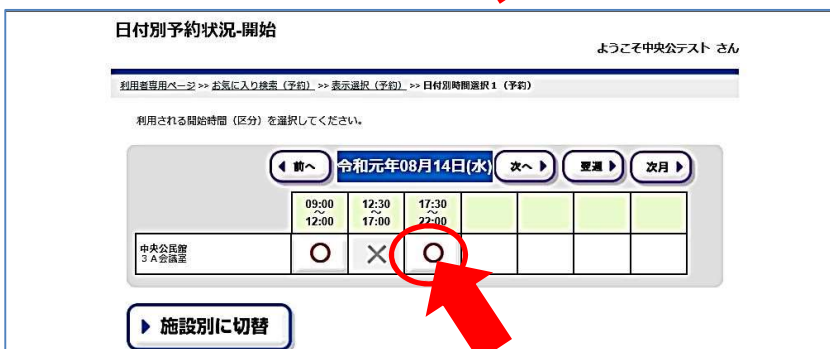 日付別予約状況-開始
ようこそ中央公テスト さん
利用者専用ページ >> お気に入り検索（予約） >> 表示選択（予約） >> 日付別時間選択１（予約）
利用される開始時間（区分）を選択してください。
前へ 令和元年08月14日(水) 次へ 翌週 次月
09:00 12:30 17:30
～ ～ ～
12:00 17:00 22:00
中央公民館
３Ａ会議室
施設別に切替